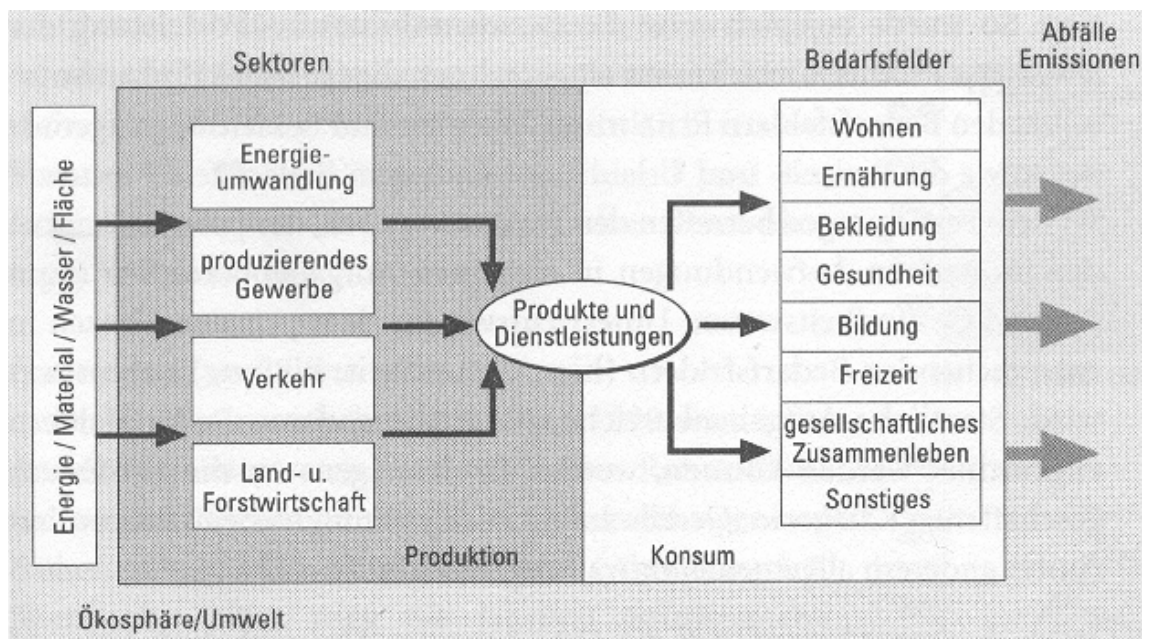 Sektoren
Bedarfsfelder
Abfälle
Emissionen
Energie / Material /Wasser / Fläche
Energie-
umwandlung
produzierendes
Gewerbe
Verkehr
Land- u.
Forstwirtschaft
Produkte und
Dienstleistungen
Wohnen
Ernährung
Bekleidung
Gesundheit
Bildung
Freizeit
gesellschaftliches
Zusammenleben
Sonstiges
Produktion
Konsum
Ökosphäre/Umwelt